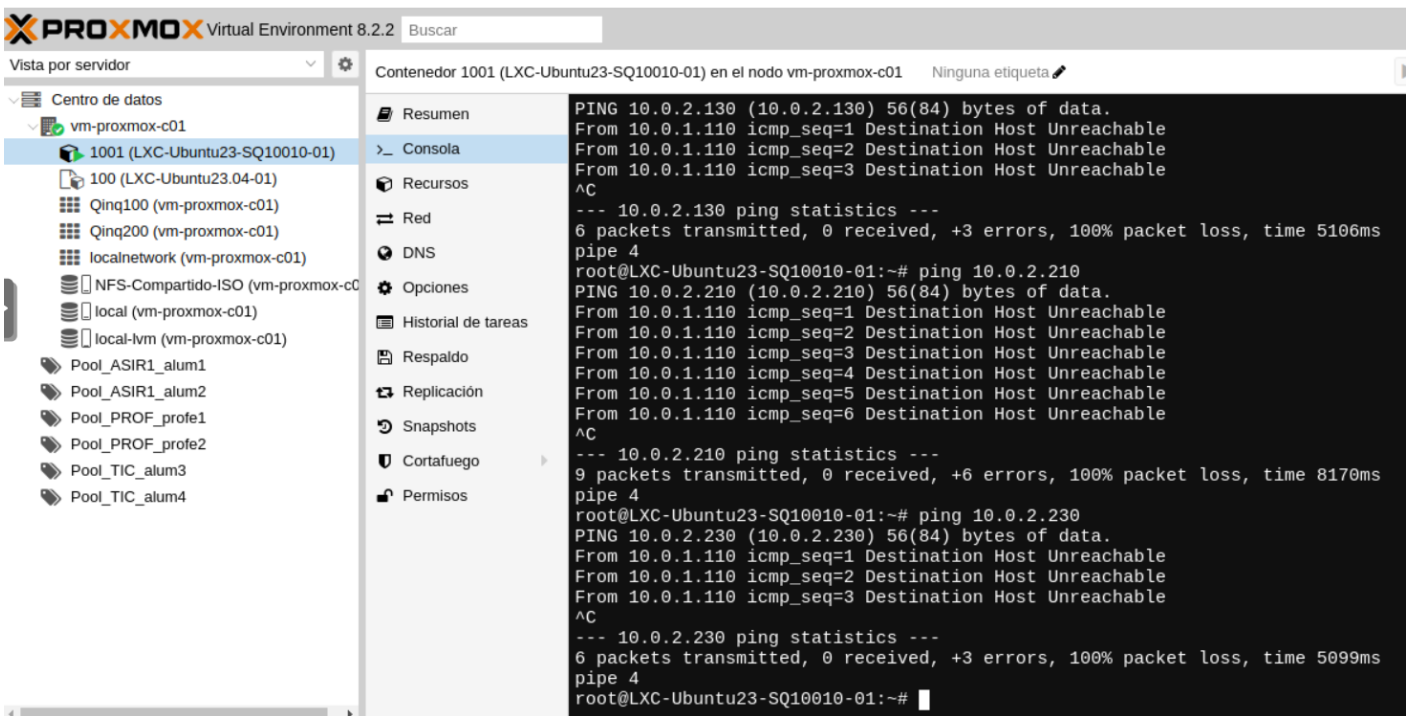 PROXMOX Virtual Environment 8.2.2 Buscar
Vista por servidor
Centro de datos
vm-proxmox-c01
1001 (LXC-Ubuntu23-SQ10010-01)
100 (LXC-Ubuntu23.04-01)
Qinq100 (vm-proxmox-c01)
Qinq200 (vm-proxmox-c01)
localnetwork (vm-proxmox-c01)
NFS-Compartido-ISO (vm-proxmox-c0
local (vm-proxmox-c01)
local-lvm (vm-proxmox-c01)
Pool_ASIR1_alum1
Pool_ASIR1_alum2
Pool_PROF_profe1
Pool_PROF_profe2
Pool_TIC_alum3
Pool_TIC_alum4
Contenedor 1001 (LXC-Ubuntu23-SQ10010-01) en el nodo vm-proxmox-c01 Ninguna etiqueta
Resumen
>_ Consola
Recursos
Red
DNS
Opciones
Historial de tareas
Respaldo
Replicación
Snapshots
Cortafuego
Permisos
PING 10.0.2.130 (10.0.2.130) 56(84) bytes of data.
From 10.0.1.110 icmp_seq=1 Destination Host Unreachable
From 10.0.1.110 icmp_seq=2 Destination Host Unreachable
From 10.0.1.110 icmp_seq=3 Destination Host Unreachable
^C
--- 10.0.2.130 ping statistics ---
6 packets transmitted, 0 received, +3 errors, 100% packet loss, time 5106ms
pipe 4
root@LXC-Ubuntu23-SQ10010-01:~# ping 10.0.2.210
PING 10.0.2.210 (10.0.2.210) 56(84) bytes of data.
From 10.0.1.110 icmp_seq=1 Destination Host Unreachable
From 10.0.1.110 icmp_seq=2 Destination Host Unreachable
From 10.0.1.110 icmp_seq=3 Destination Host Unreachable
From 10.0.1.110 icmp_seq=4 Destination Host Unreachable
From 10.0.1.110 icmp_seq=5 Destination Host Unreachable
From 10.0.1.110 icmp_seq=6 Destination Host Unreachable
^C
--- 10.0.2.210 ping statistics ---
9 packets transmitted, 0 received, +6 errors, 100% packet loss, time 8170ms
pipe 4
root@LXC-Ubuntu23-SQ10010-01:~# ping 10.0.2.230
PING 10.0.2.230 (10.0.2.230) 56(84) bytes of data.
From 10.0.1.110 icmp_seq=1 Destination Host Unreachable
From 10.0.1.110 icmp_seq=2 Destination Host Unreachable
From 10.0.1.110 icmp_seq=3 Destination Host Unreachable
^C
--- 10.0.2.230 ping statistics ---
6 packets transmitted, 0 received, +3 errors, 100% packet loss, time 5099ms
pipe 4
root@LXC-Ubuntu23-SQ10010-01:~#